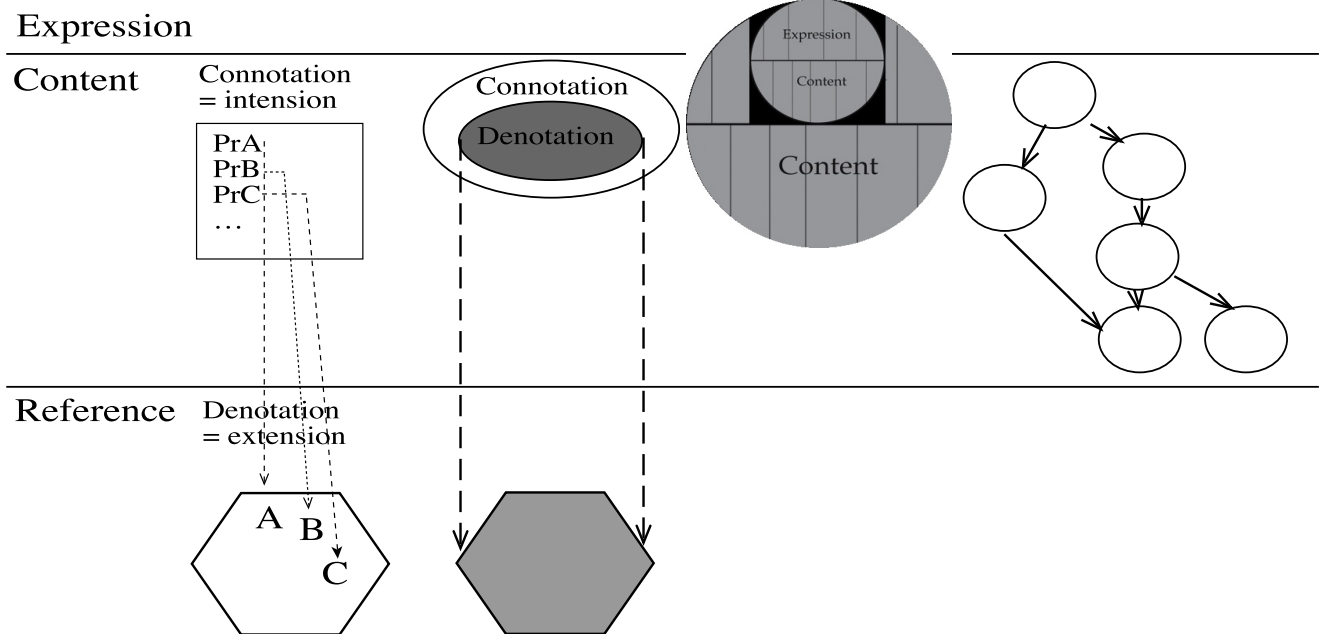 Expression
Content
Connotation
= intension
PrA
PrB
PrC
...
Connotation
Denotation
Expression
Content
Content
Reference
Denotation
= extension
A
B
C